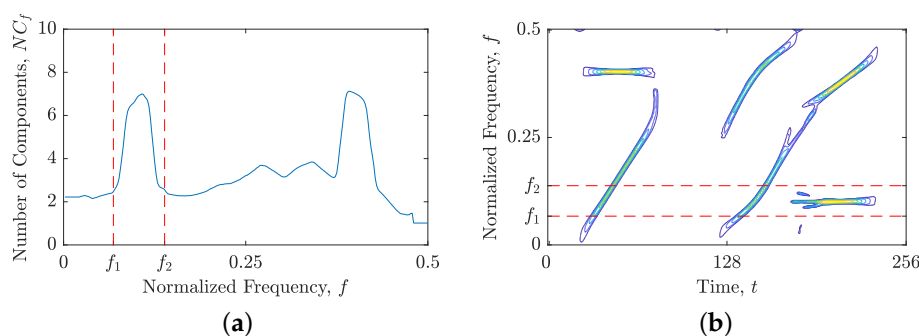 10
8
6
4
2
0
Number of Components, NC_f
0 f_1 f_2 0.25 0.5
Normalized Frequency, f
(a)
0.5
0.25
f_2
f_1
0
Normalized Frequency, f
0 128 256
Time, t
(b)